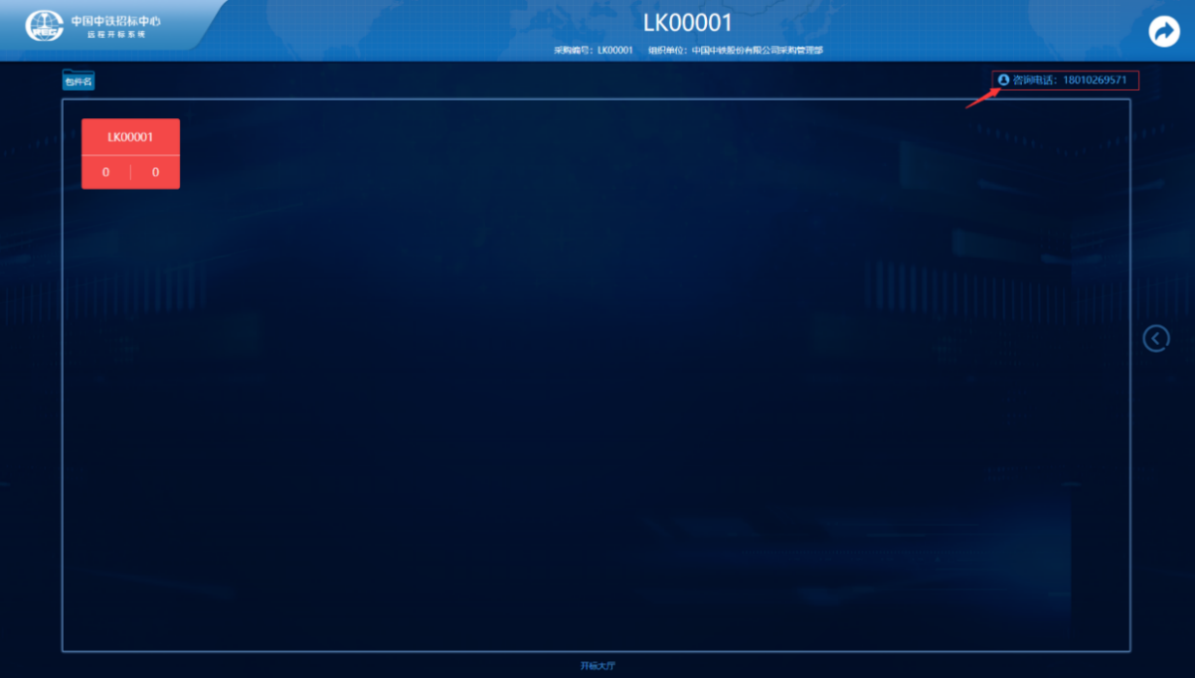 中国中铁招标中心
远程开标系统
LK00001
采购编号：LK00001 组织单位：中国中铁股份有限公司采购管理部
包件名
咨询电话：18010269571
LK00001
0 | 0
开标大厅